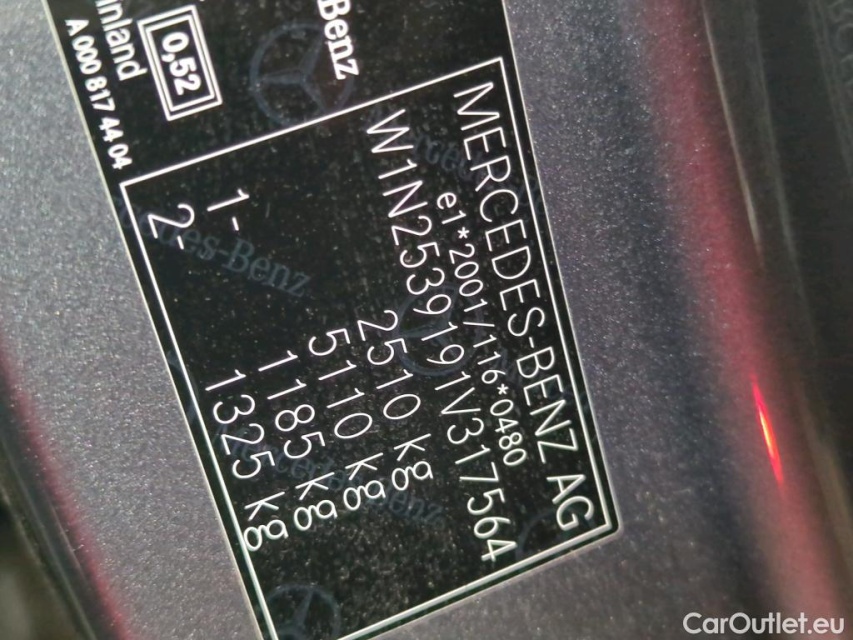 Benz
inland
0,52
A 000 817 44 04
MERCEDES-BENZ AG
e1*2001/116*0480
W1N2539191V317564
2510 kg
5110 kg
1- 1185 kg
2- 1325 kg
CarOutlet.eu